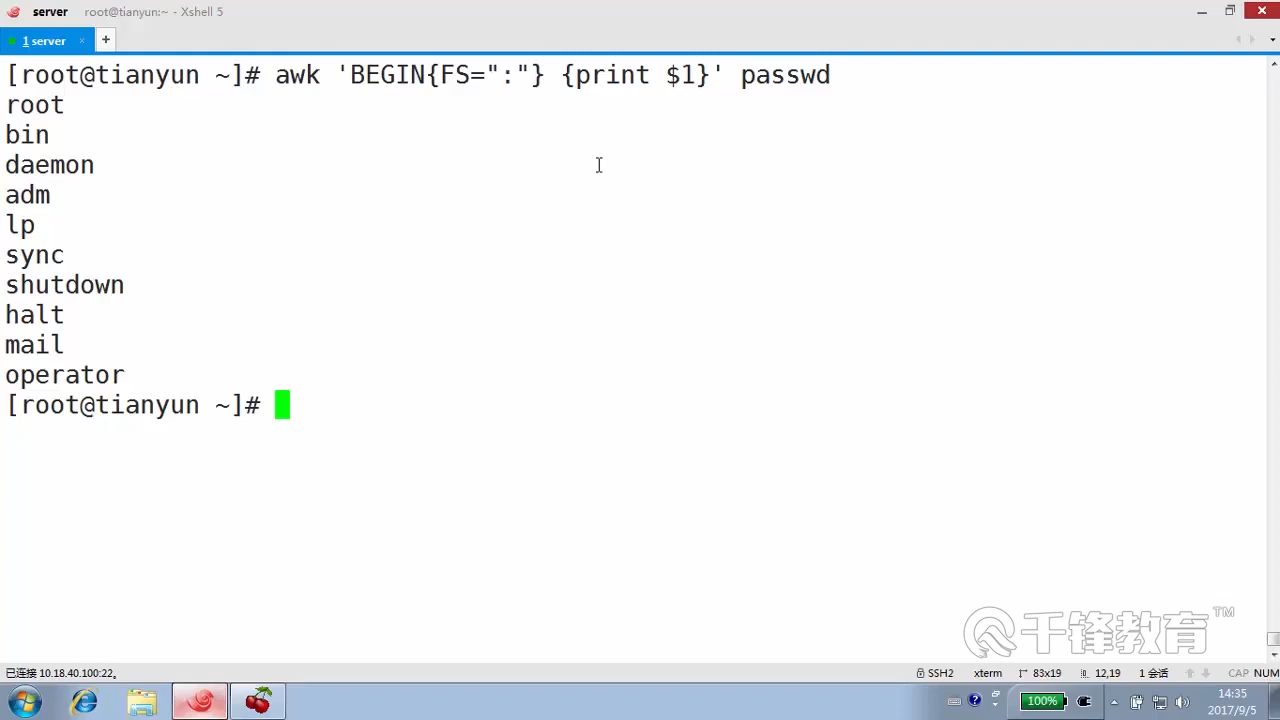 server root@tianyun:~ - Xshell 5
1 server × +
[root@tianyun ~]# awk 'BEGIN{FS=":"} {print $1}' passwd
root
bin
daemon
adm
lp
sync
shutdown
halt
mail
operator
[root@tianyun ~]#
千锋教育™
已连接 10.18.40.100:22。 SSH2 xterm 83x19 12,19 1 会话 CAP NUM
100% 14:35
2017/9/5